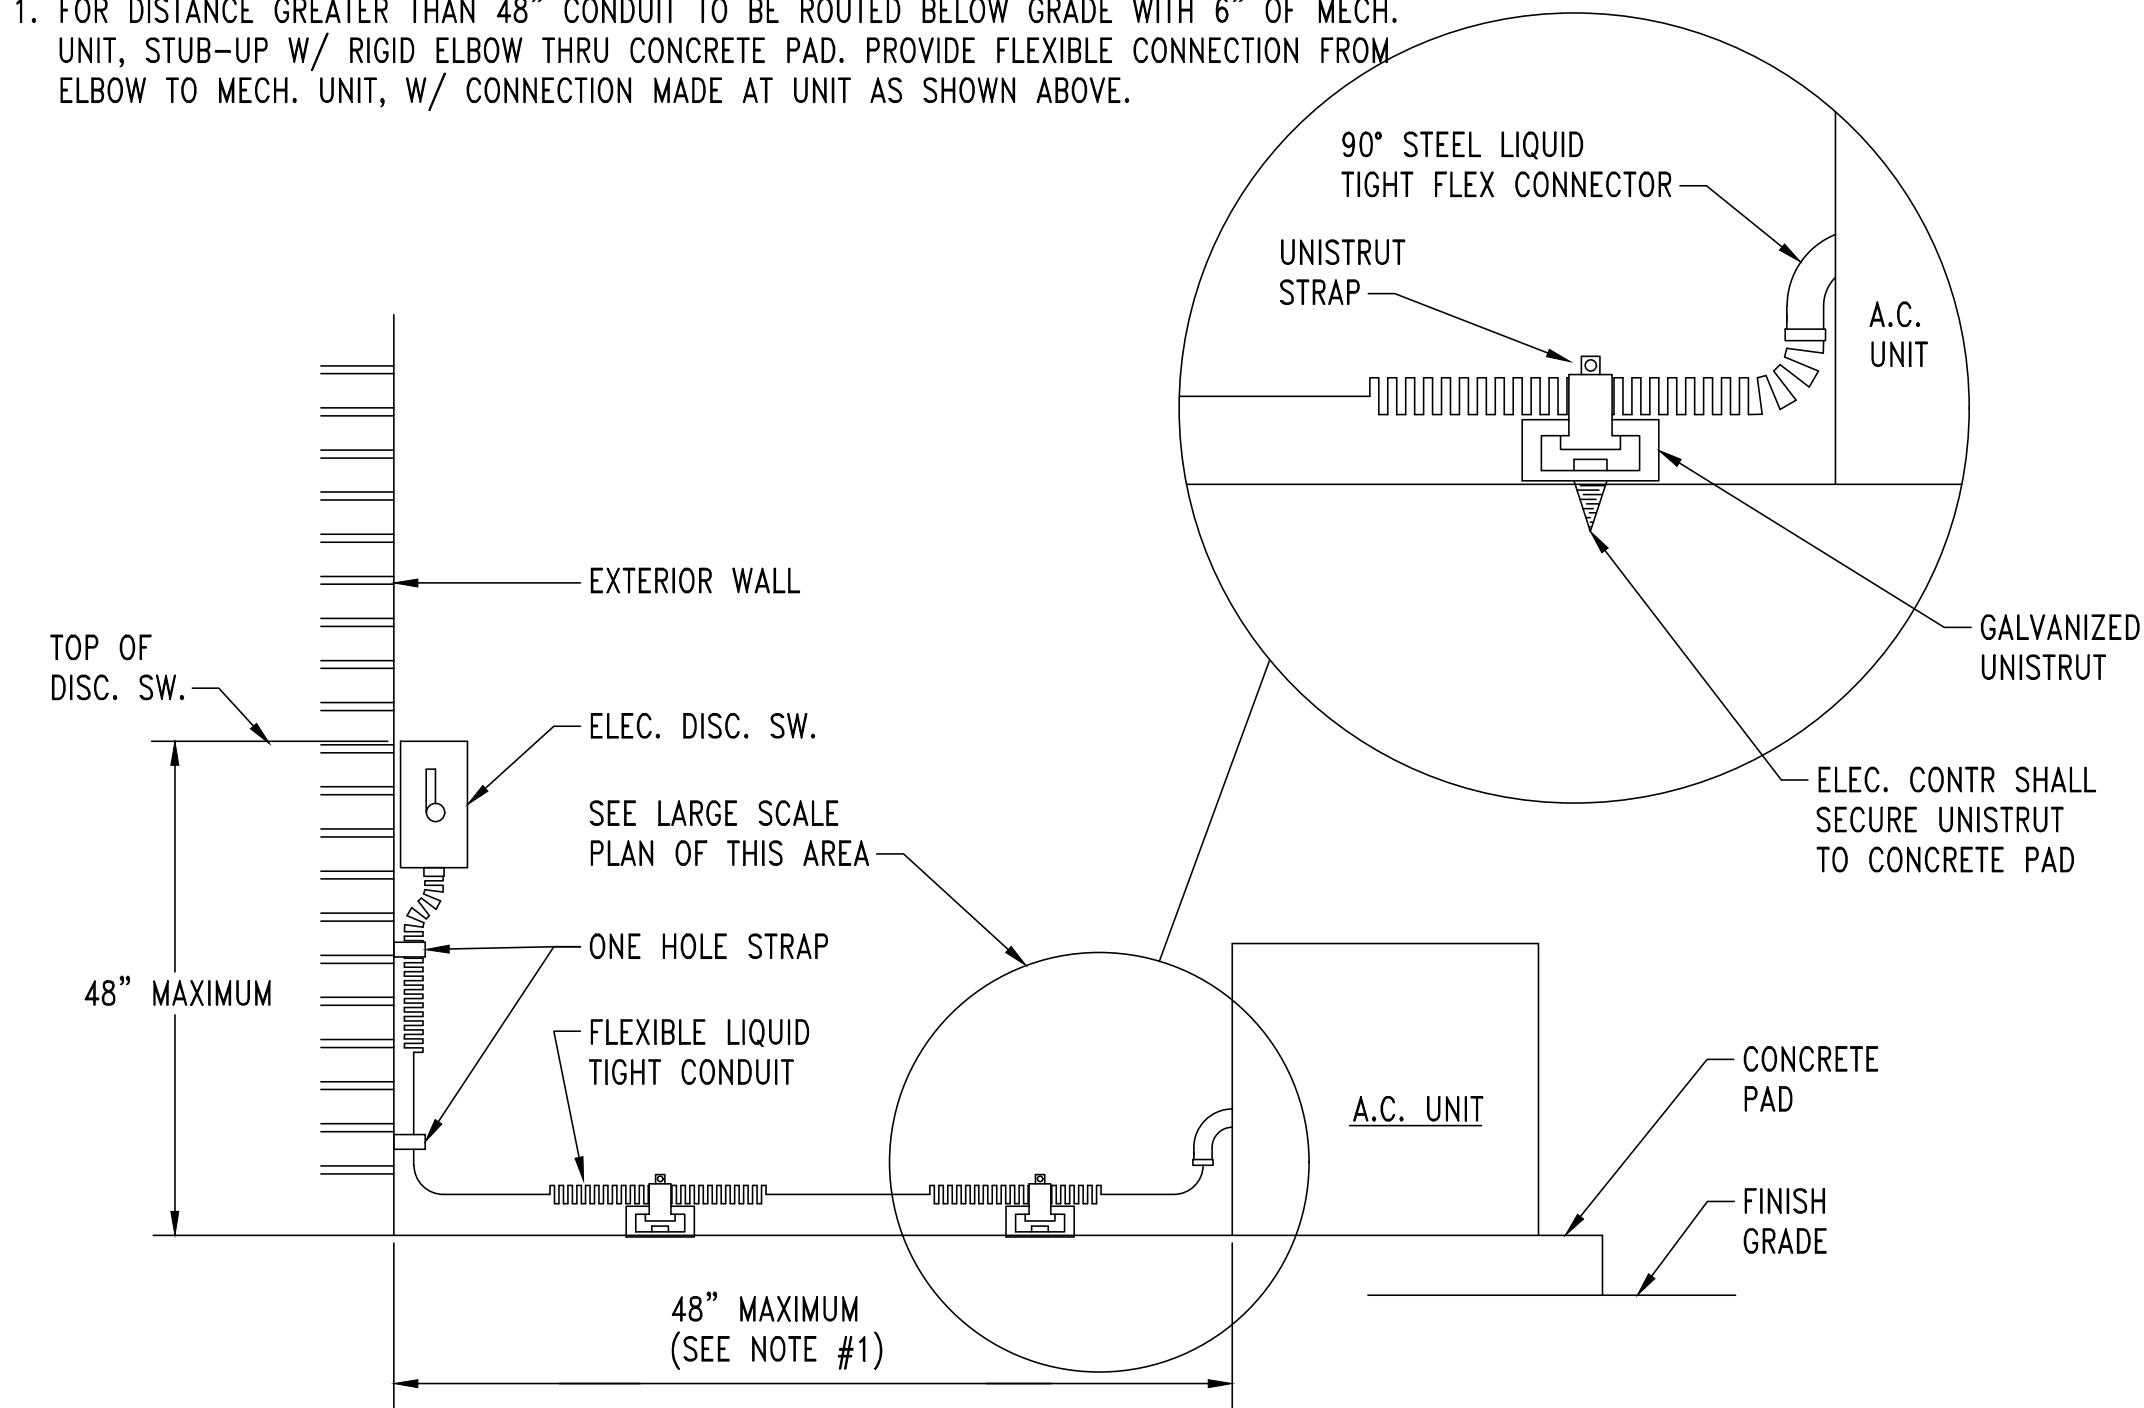 1. FOR DISTANCE GREATER THAN 48” CONDUIT TO BE ROUTED BELOW GRADE WITH 6” OF MECH.
UNIT, STUB-UP W/ RIGID ELBOW THRU CONCRETE PAD. PROVIDE FLEXIBLE CONNECTION FROM
ELBOW TO MECH. UNIT, W/ CONNECTION MADE AT UNIT AS SHOWN ABOVE.
90° STEEL LIQUID
TIGHT FLEX CONNECTOR
UNISTRUT
STRAP
A.C.
UNIT
EXTERIOR WALL
GALVANIZED
UNISTRUT
TOP OF
DISC. SW.
ELEC. DISC. SW.
ELEC. CONTR SHALL
SECURE UNISTRUT
TO CONCRETE PAD
SEE LARGE SCALE
PLAN OF THIS AREA
ONE HOLE STRAP
48” MAXIMUM
FLEXIBLE LIQUID
TIGHT CONDUIT
CONCRETE
PAD
A.C. UNIT
FINISH
GRADE
48” MAXIMUM
(SEE NOTE #1)